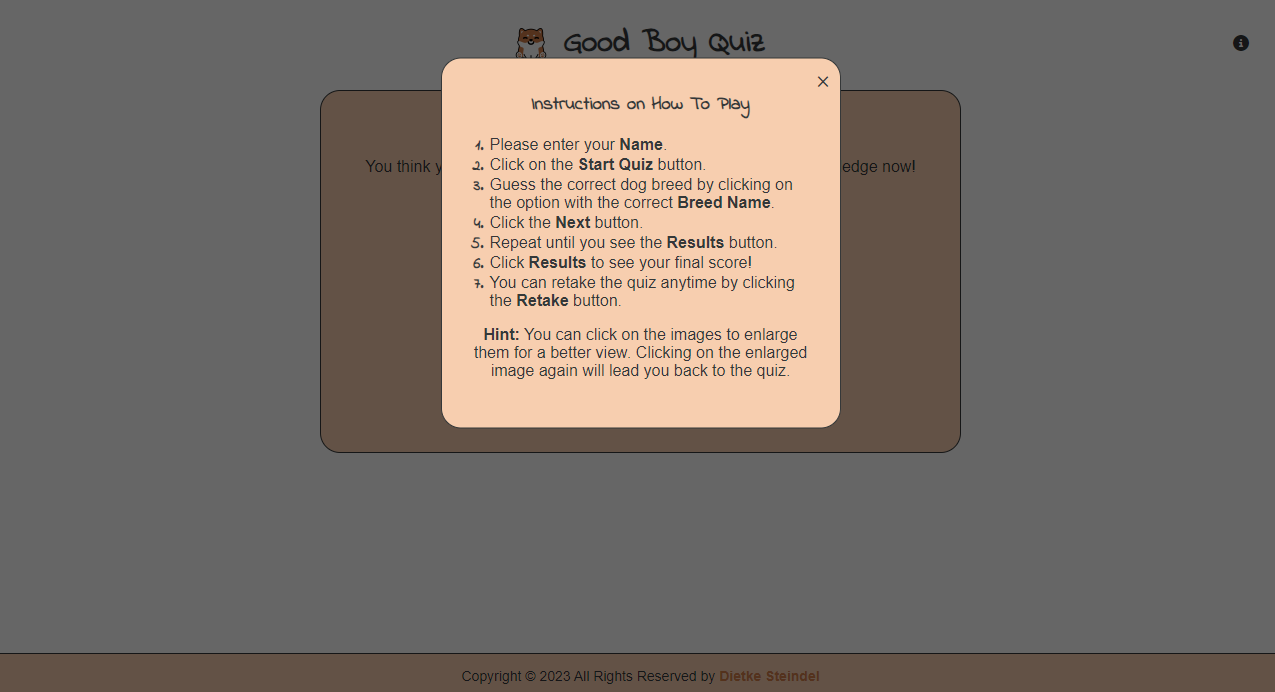 Good Boy Quiz
Instructions on How To Play
1. Please enter your Name.
2. Click on the Start Quiz button.
3. Guess the correct dog breed by clicking on
the option with the correct Breed Name.
4. Click the Next button.
5. Repeat until you see the Results button.
6. Click Results to see your final score!
7. You can retake the quiz anytime by clicking
the Retake button.
Hint: You can click on the images to enlarge
them for a better view. Clicking on the enlarged
image again will lead you back to the quiz.
You think
now!
Copyright © 2023 All Rights Reserved by Dietke Steindel